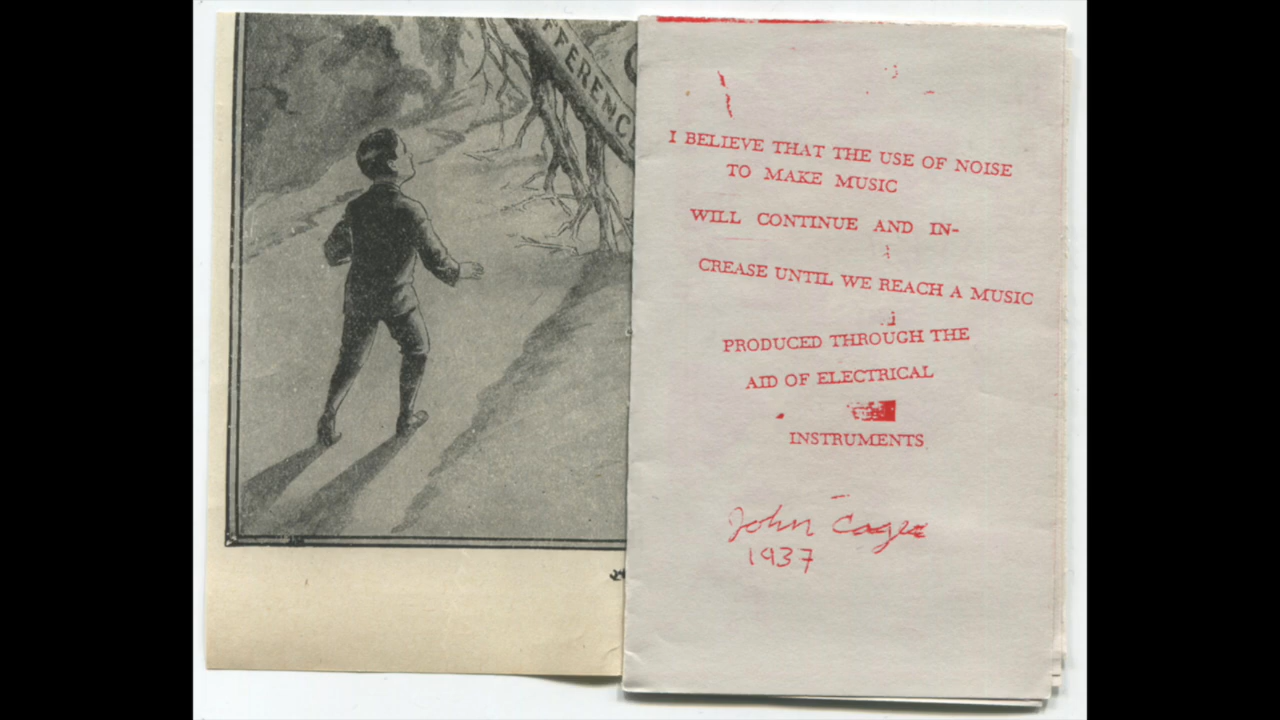 FFERENC
I BELIEVE THAT THE USE OF NOISE
TO MAKE MUSIC
WILL CONTINUE AND IN-
CREASE UNTIL WE REACH A MUSIC
PRODUCED THROUGH THE
AID OF ELECTRICAL
INSTRUMENTS
John Cage
1937